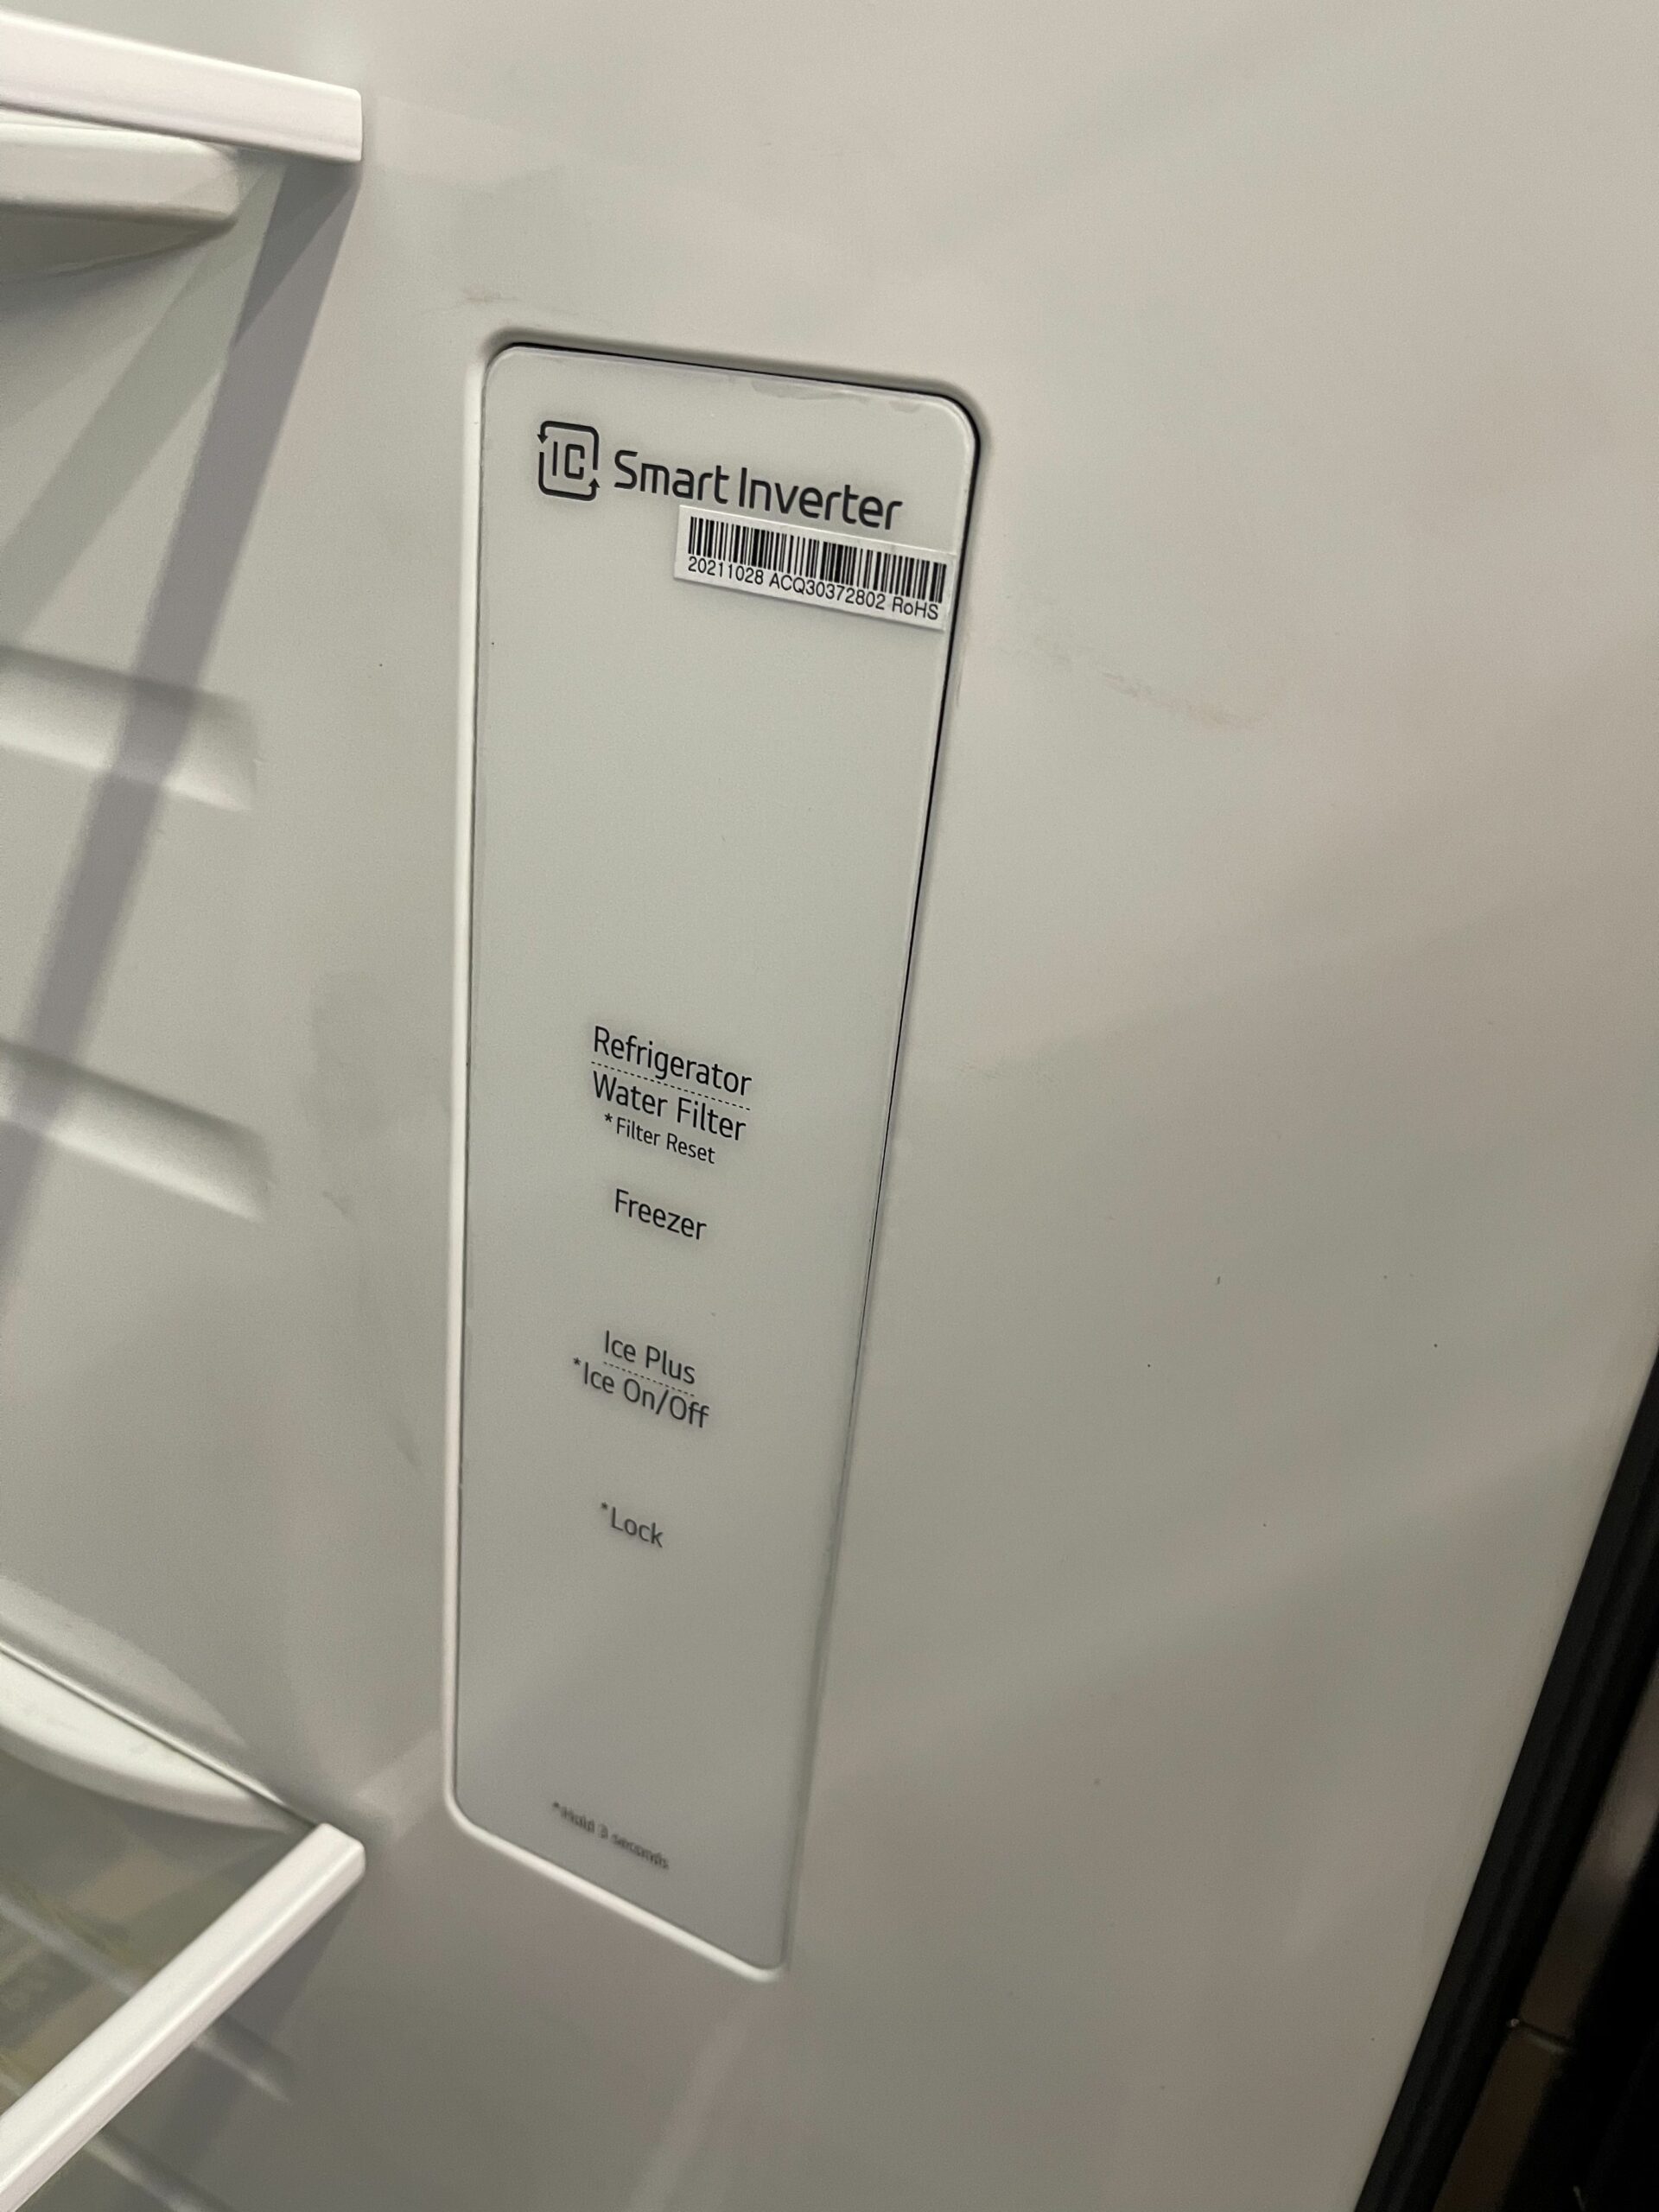 IC Smart Inverter
20211028 ACQ30372802 RoHS
Refrigerator
Water Filter
*Filter Reset
Freezer
Ice Plus
*Ice On/Off
*Lock
*Hold 3 seconds